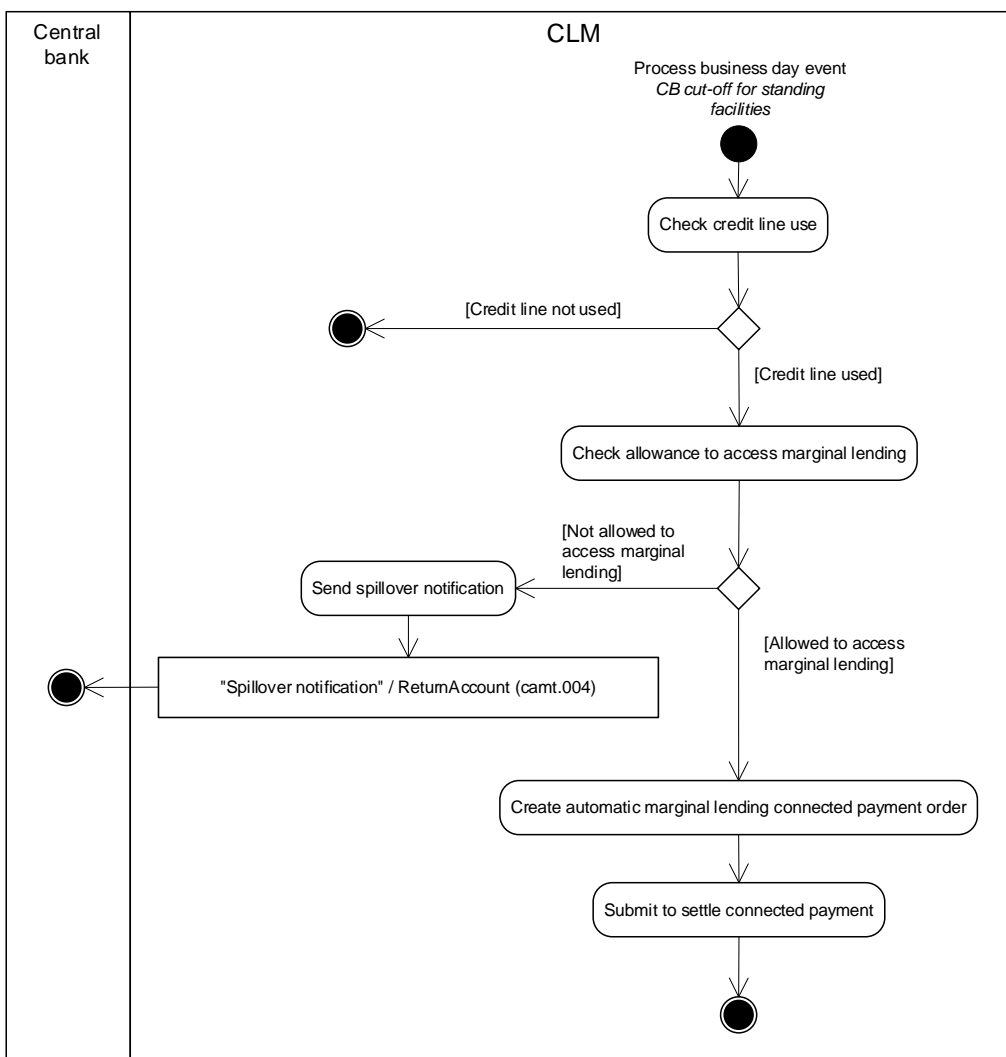 Central
bank
CLM
Process business day event
CB cut-off for standing
facilities
Check credit line use
[Credit line not used]
[Credit line used]
Check allowance to access marginal lending
[Not allowed to
access marginal
lending]
Send spillover notification
[Allowed to access
marginal lending]
"Spillover notification" / ReturnAccount (camt.004)
Create automatic marginal lending connected payment order
Submit to settle connected payment